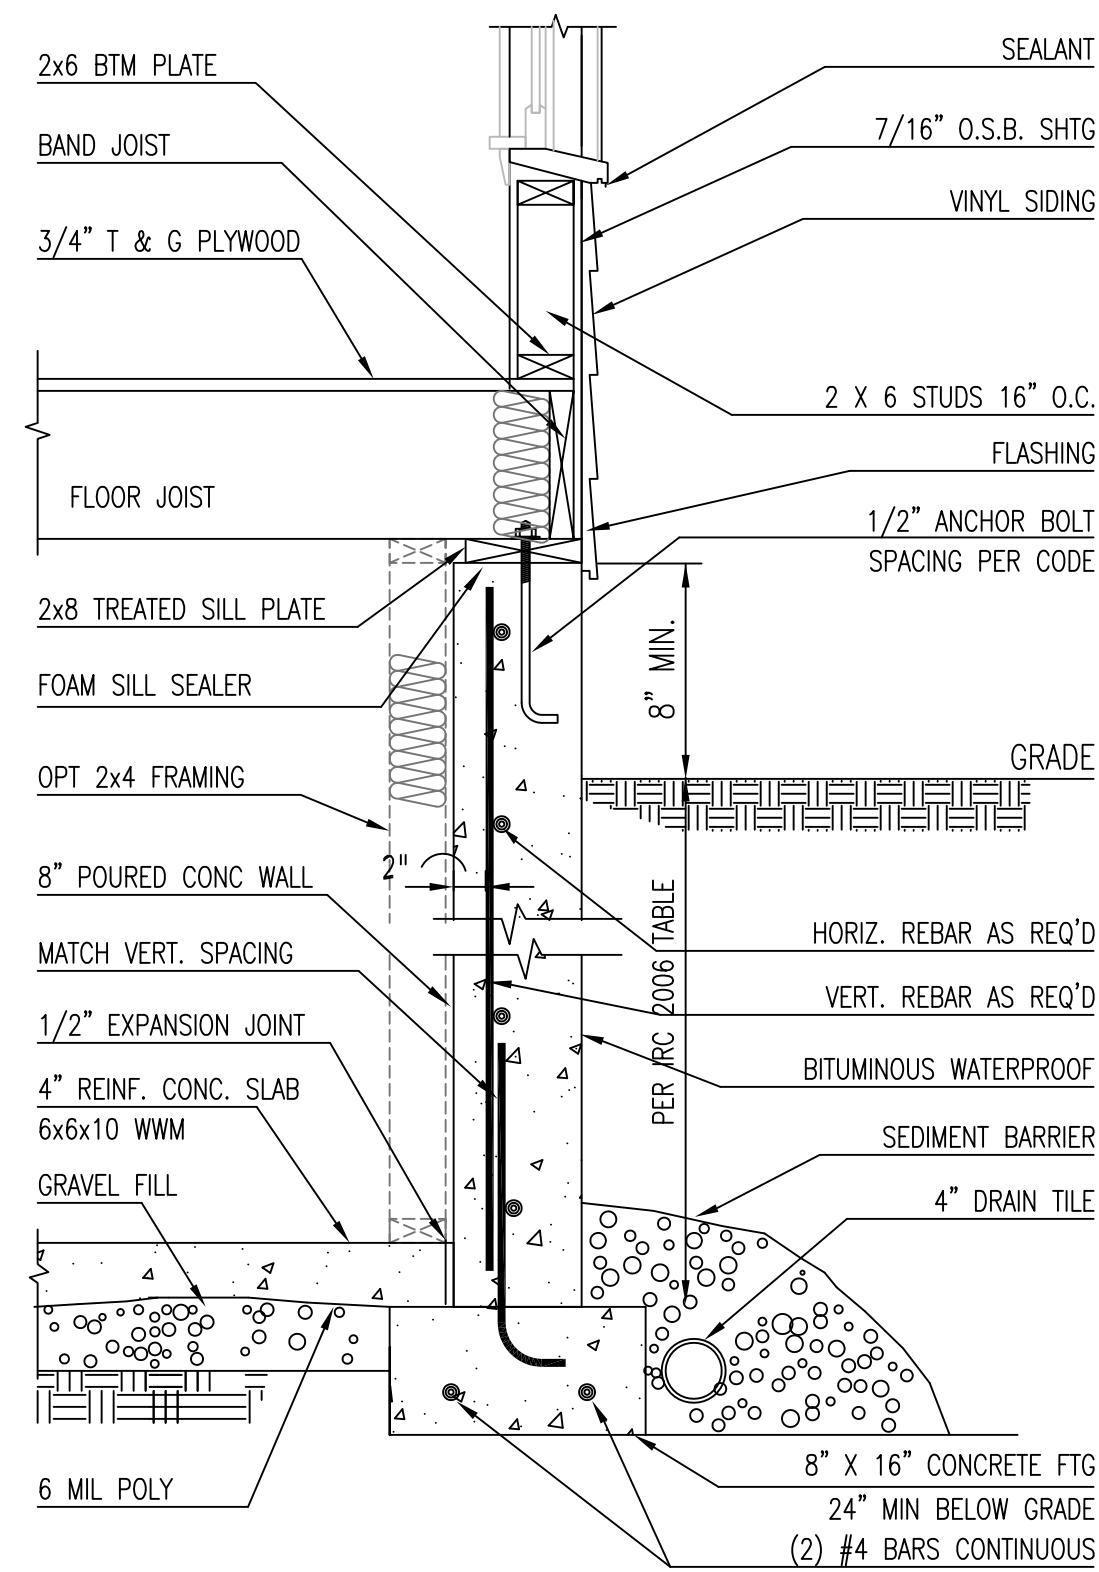 2x6 BTM PLATE
BAND JOIST
3/4” T & G PLYWOOD
FLOOR JOIST
2x8 TREATED SILL PLATE
FOAM SILL SEALER
OPT 2x4 FRAMING
2"
8” POURED CONC WALL
MATCH VERT. SPACING
1/2” EXPANSION JOINT
4” REINF. CONC. SLAB
6x6x10 WWM
GRAVEL FILL
6 MIL POLY
SEALANT
7/16” O.S.B. SHTG
VINYL SIDING
2 X 6 STUDS 16” O.C.
FLASHING
1/2” ANCHOR BOLT
SPACING PER CODE
8” MIN.
GRADE
PER IRC 2006 TABLE
HORIZ. REBAR AS REQ’D
VERT. REBAR AS REQ’D
BITUMINOUS WATERPROOF
SEDIMENT BARRIER
4” DRAIN TILE
8” X 16” CONCRETE FTG
24” MIN BELOW GRADE
(2) #4 BARS CONTINUOUS